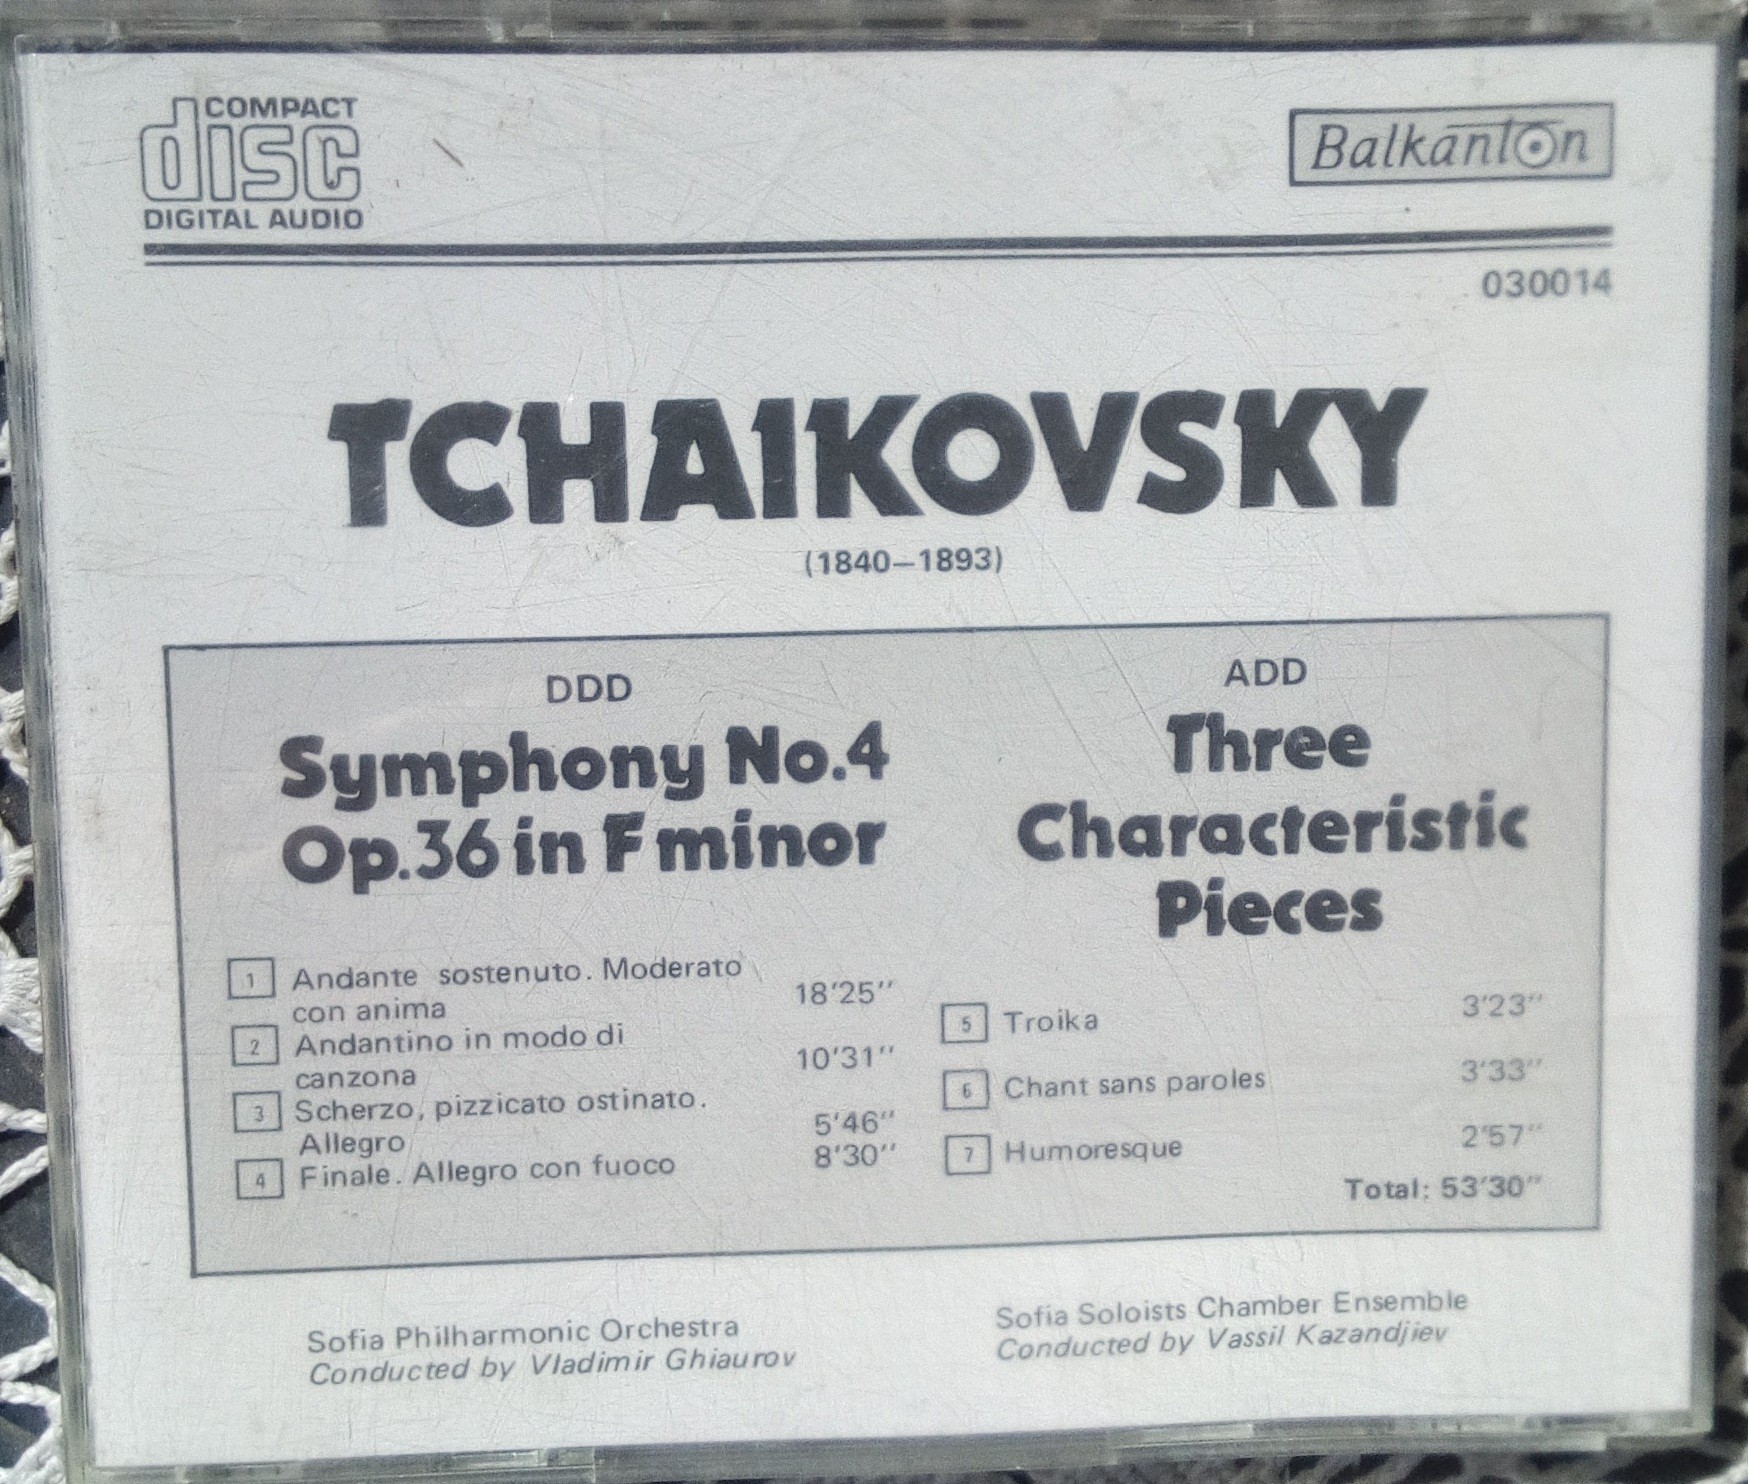 COMPACT
disc
DIGITAL AUDIO
Balkanton
030014
TCHAIKOVSKY
(1840–1893)
DDD
Symphony No.4
Op.36 in F minor
1 Andante sostenuto. Moderato
con anima 18'25''
2 Andantino in modo di
canzona 10'31''
3 Scherzo, pizzicato ostinato.
Allegro 5'46''
4 Finale. Allegro con fuoco 8'30''
ADD
Three
Characteristic
Pieces
5 Troika 3'23''
6 Chant sans paroles 3'33''
7 Humoresque 2'57''
Total: 53'30''
Sofia Philharmonic Orchestra
Conducted by Vladimir Ghiaurov
Sofia Soloists Chamber Ensemble
Conducted by Vassil Kazandjiev